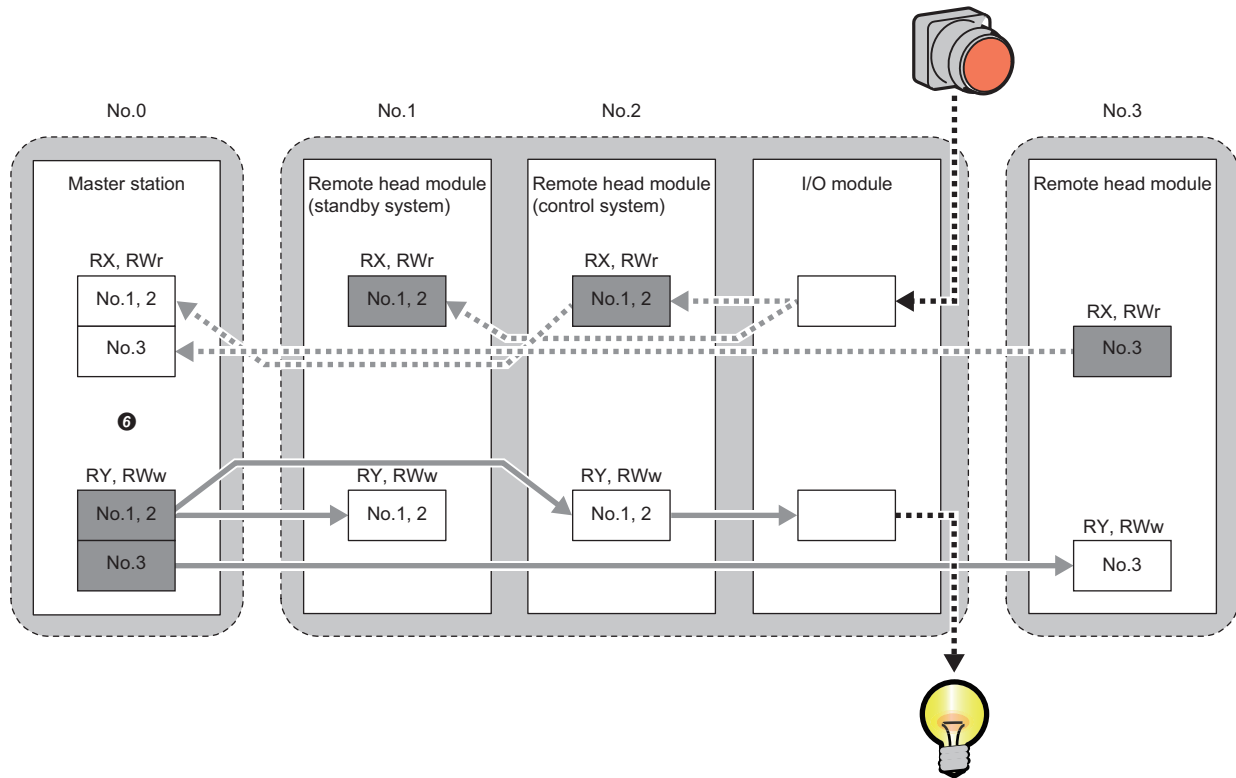 No.0
No.1
No.2
No.3
Master station
Remote head module
(standby system)
Remote head module
(control system)
I/O module
Remote head module
RX, RWr
No.1, 2
No.3
RX, RWr
No.1, 2
RX, RWr
No.1, 2
RX, RWr
No.3
❻
RY, RWw
No.1, 2
No.3
RY, RWw
No.1, 2
RY, RWw
No.1, 2
RY, RWw
No.3